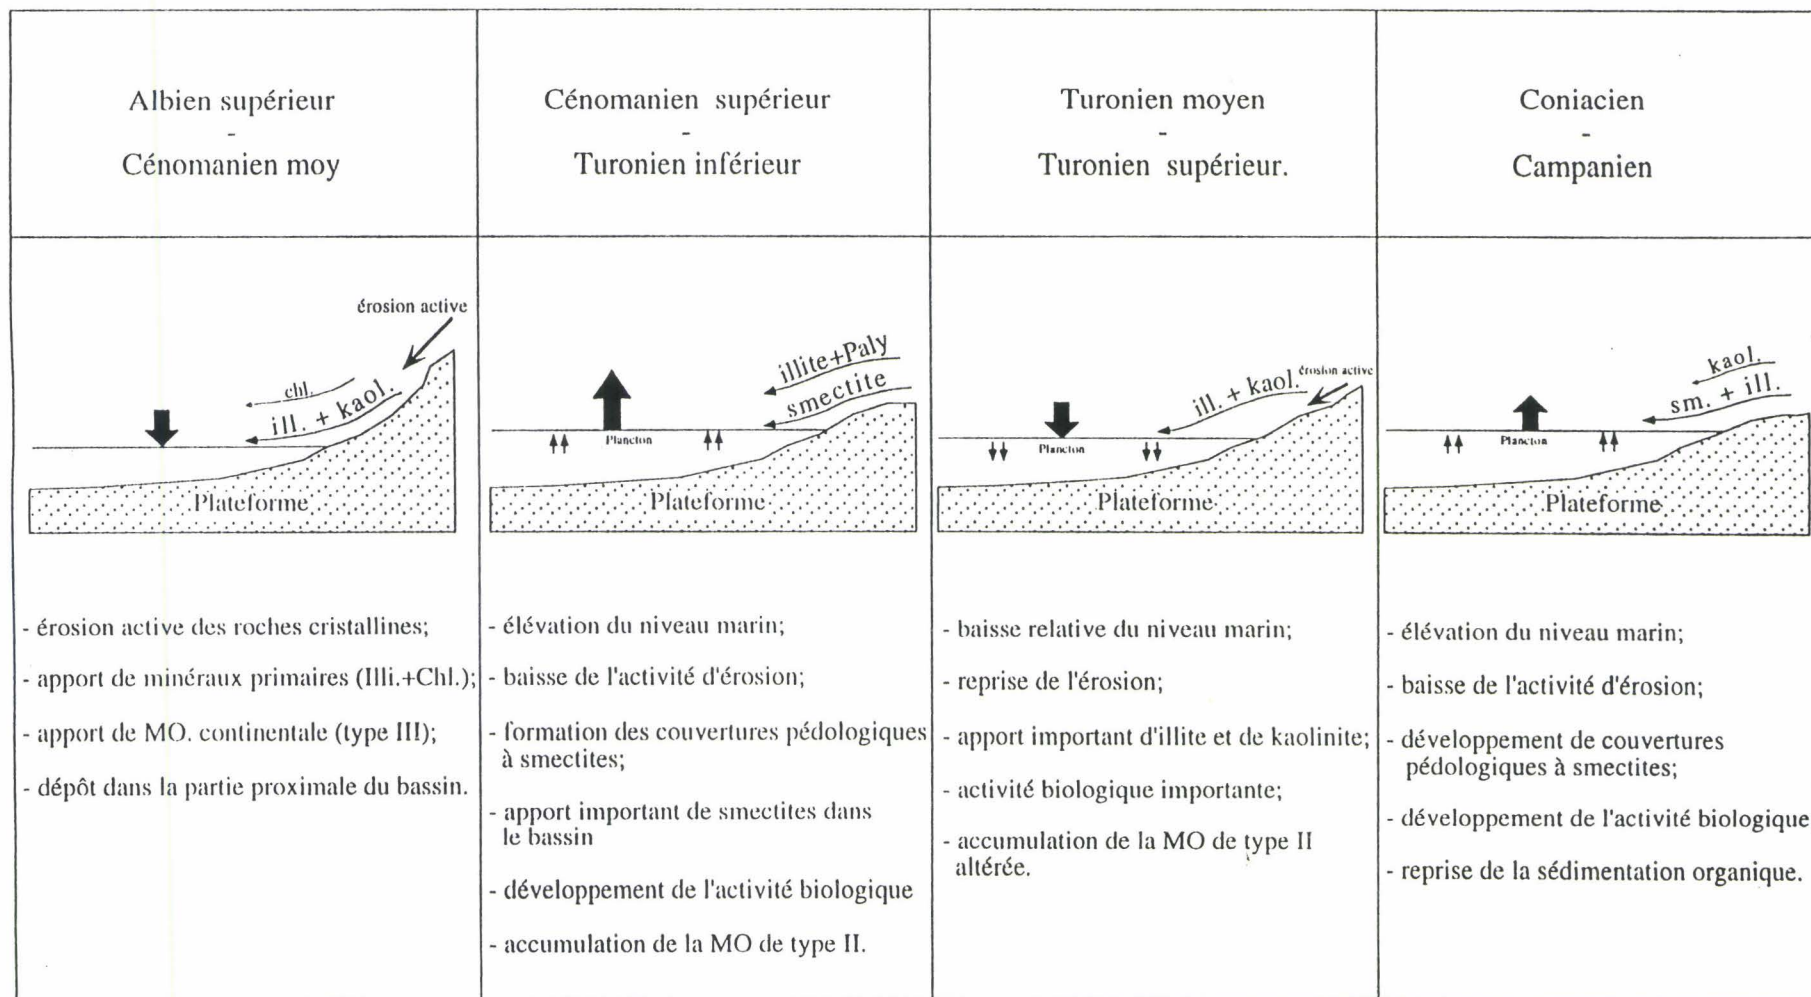 Albien supérieur
-
Cénomanien moy
Cénomanien supérieur
-
Turonien inférieur
Turonien moyen
-
Turonien supérieur.
Coniacien
-
Campanien
érosion active
chl.
ill. + kaol.
Plateforme
illite+Paly
smectite
Plancton
Plateforme
érosion active
ill. + kaol.
Plancton
Plateforme
kaol.
sm. + ill.
Plancton
Plateforme
- érosion active des roches cristallines;
- apport de minéraux primaires (Illi.+Chl.);
- apport de MO. continentale (type III);
- dépôt dans la partie proximale du bassin.
- élévation du niveau marin;
- baisse de l'activité d'érosion;
- formation des couvertures pédologiques
à smectites;
- apport important de smectites dans
le bassin
- développement de l'activité biologique
- accumulation de la MO de type II.
- baisse relative du niveau marin;
- reprise de l'érosion;
- apport important d'illite et de kaolinite;
- activité biologique importante;
- accumulation de la MO de type II
altérée.
- élévation du niveau marin;
- baisse de l'activité d'érosion;
- développement de couvertures
pédologiques à smectites;
- développement de l'activité biologique
- reprise de la sédimentation organique.